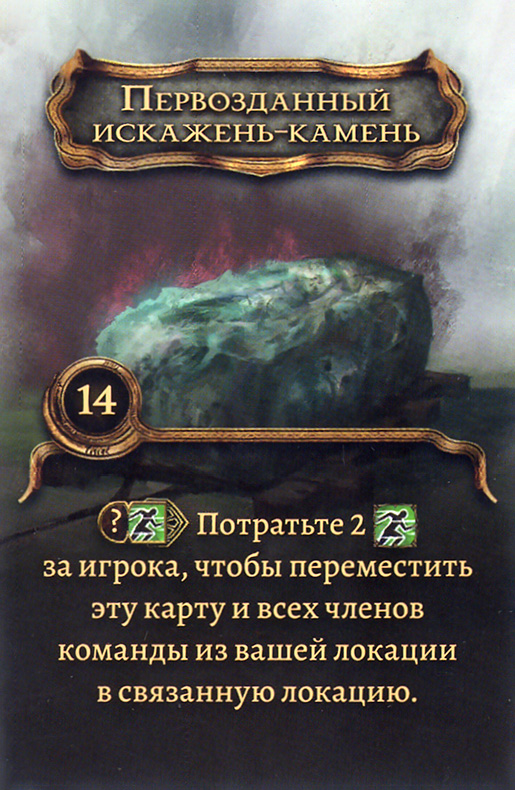 Первозданный
искажень-камень
14
? Потратьте 2
за игрока, чтобы переместить
эту карту и всех членов
команды из вашей локации
в связанную локацию.